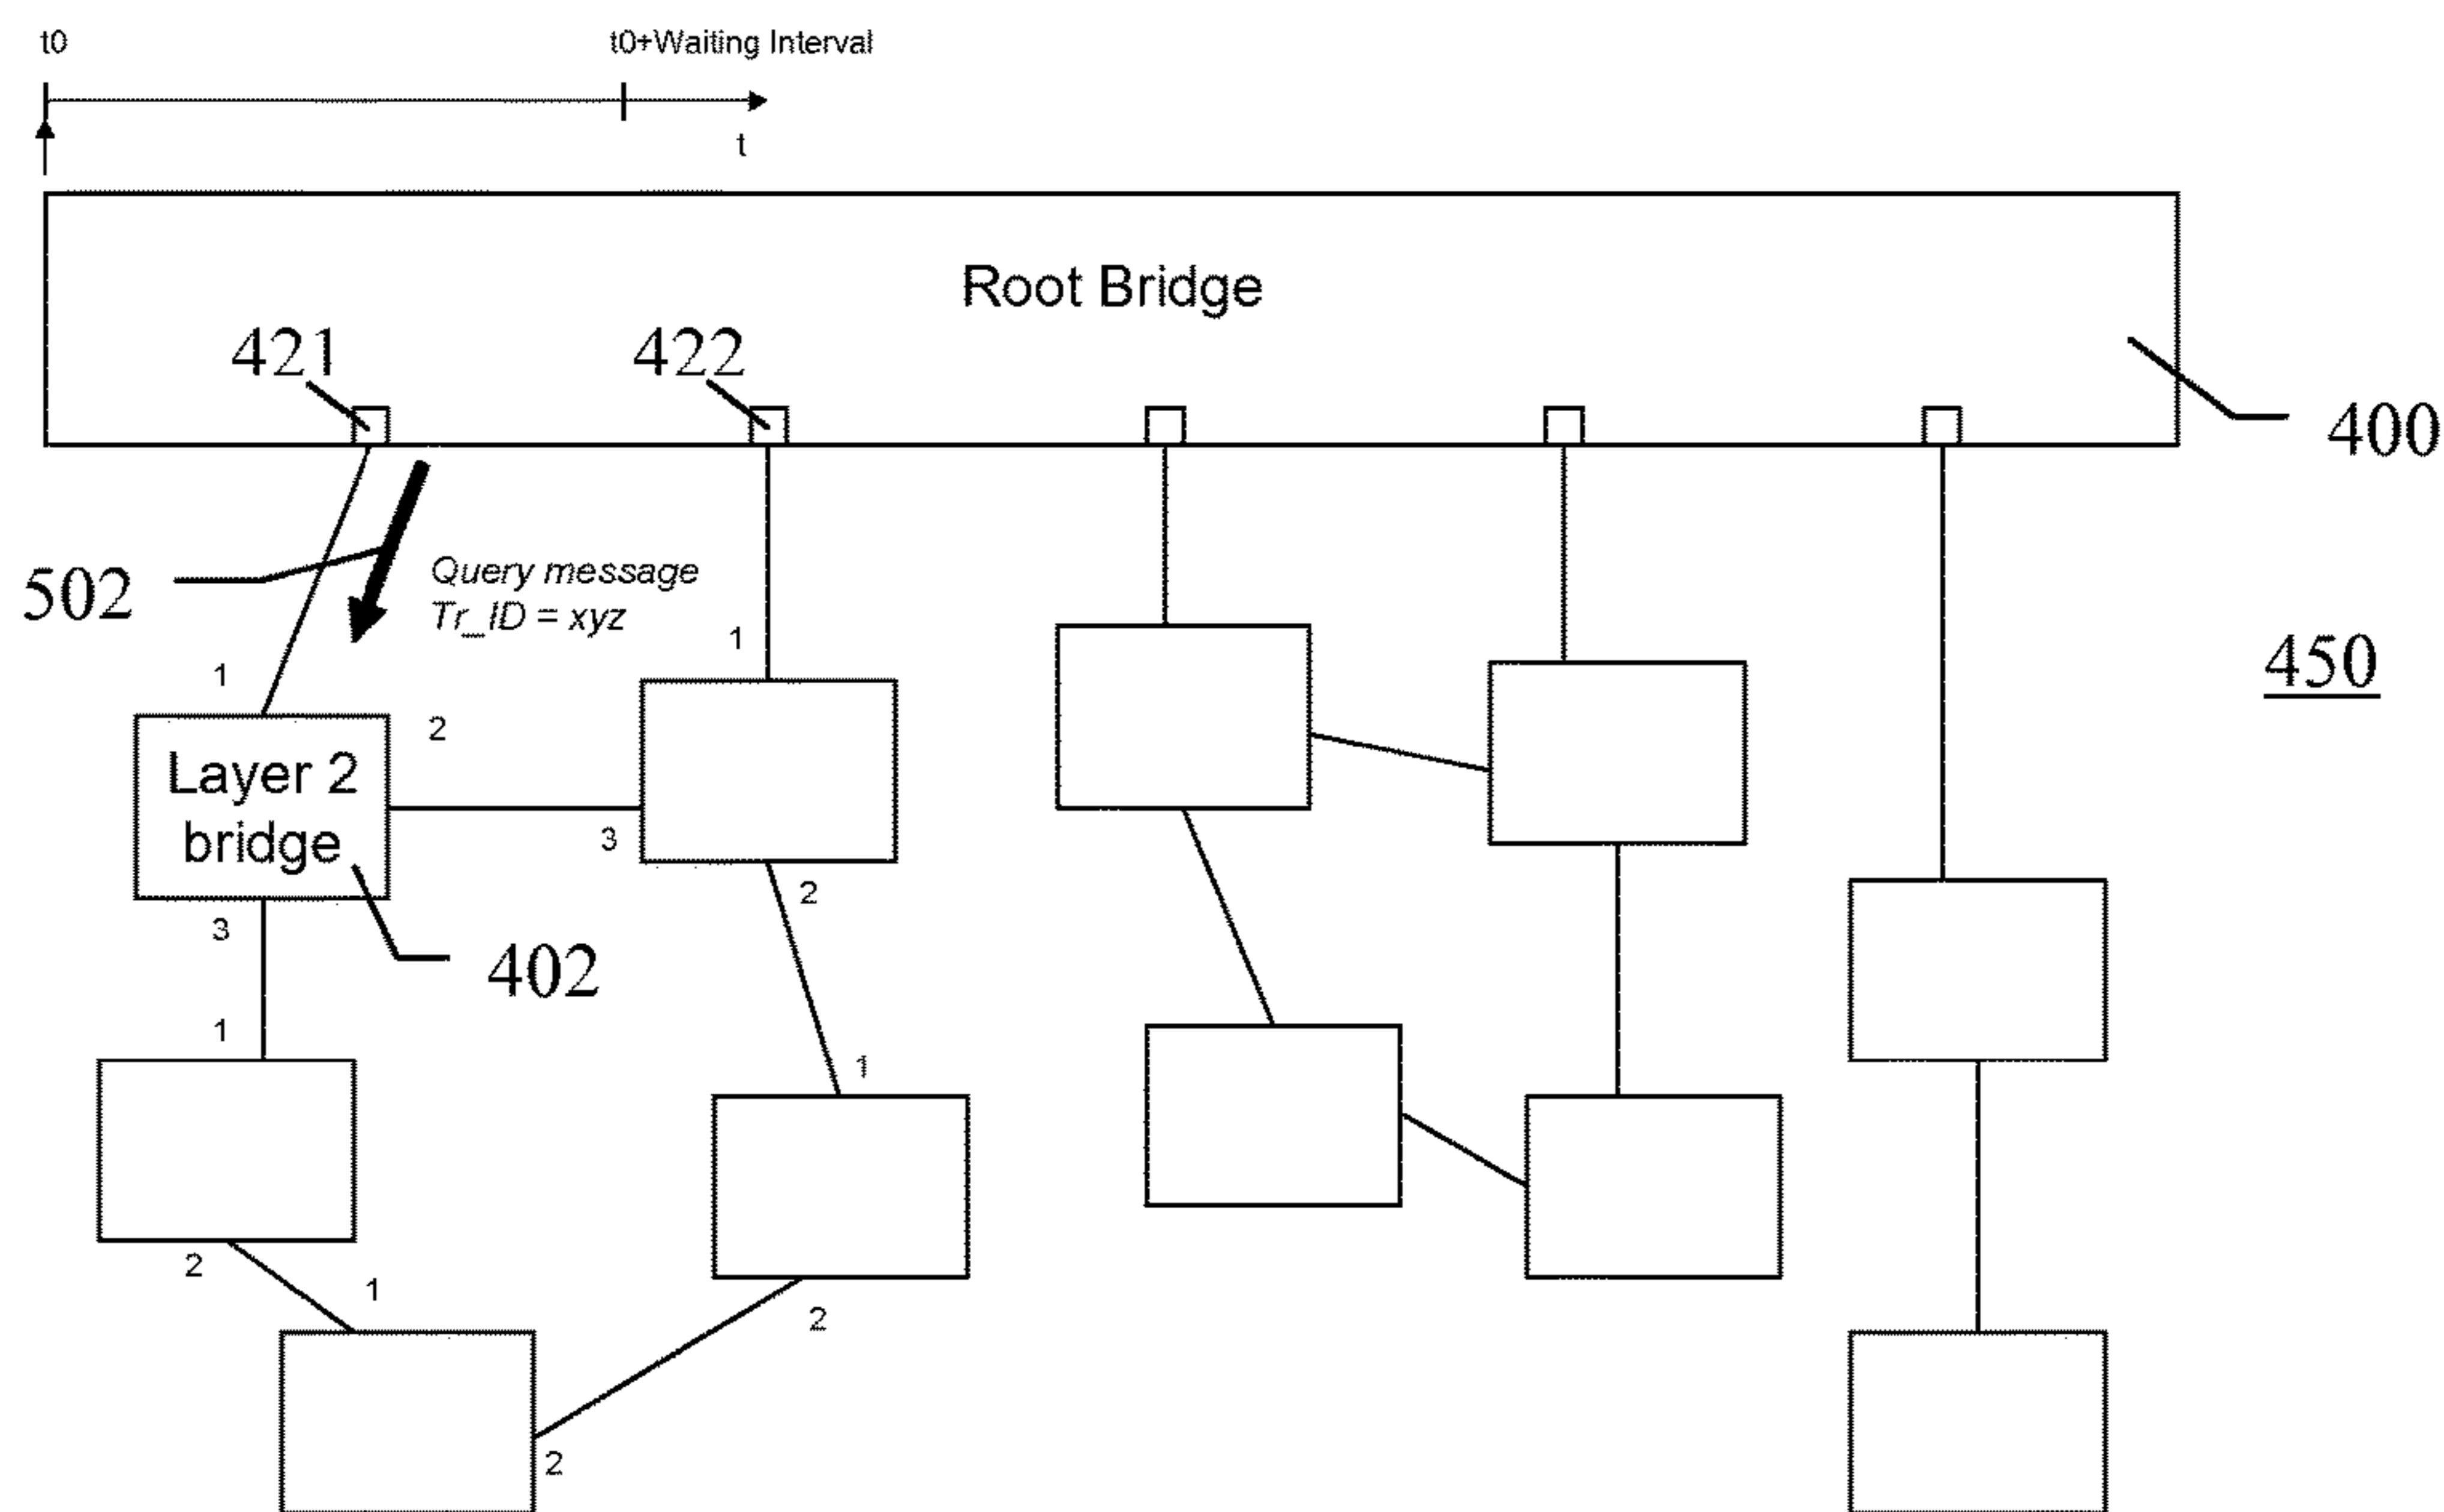 t0
t0+Waiting Interval
t
Root Bridge
421
422
400
502
Query message
Tr_ID = xyz
1
450
1
2
Layer 2
bridge
3
2
3
402
1
1
2
1
2
2